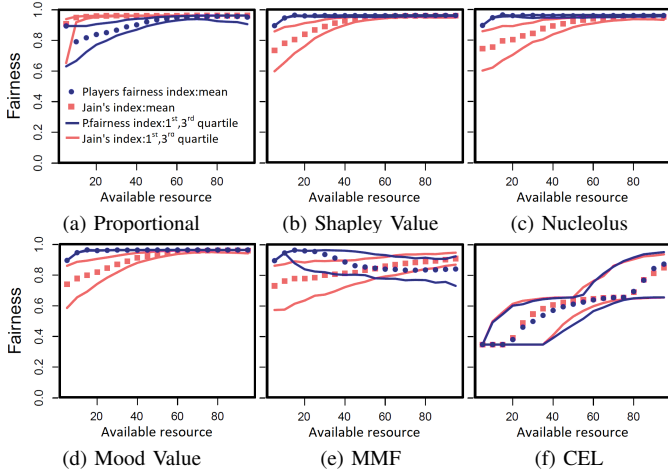 Fairness
0.0 0.2 0.4 0.6 0.8 1.0
Players fairness index:mean
Jain's index:mean
P.fairness index:1st,3rd quartile
Jain's index:1st,3rd quartile
20 40 60 80
20 40 60 80
20 40 60 80
Available resource
Available resource
Available resource
(a) Proportional
(b) Shapley Value
(c) Nucleolus
Fairness
0.0 0.2 0.4 0.6 0.8 1.0
20 40 60 80
20 40 60 80
20 40 60 80
Available resource
Available resource
Available resource
(d) Mood Value
(e) MMF
(f) CEL